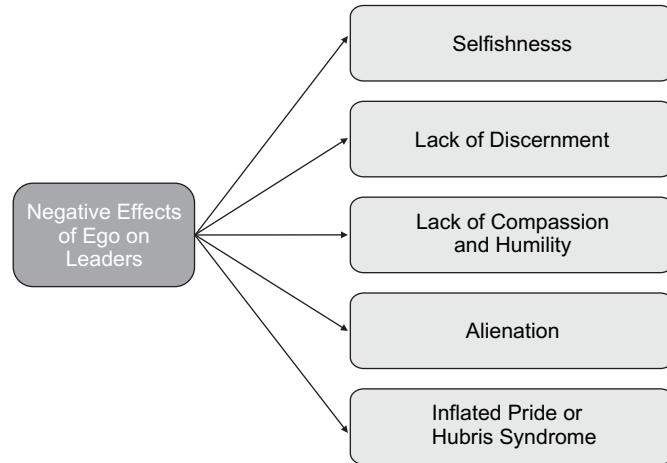 Selfishnesss
Lack of Discernment
Negative Effects
of Ego on
Leaders
Lack of Compassion
and Humility
Alienation
Inflated Pride or
Hubris Syndrome